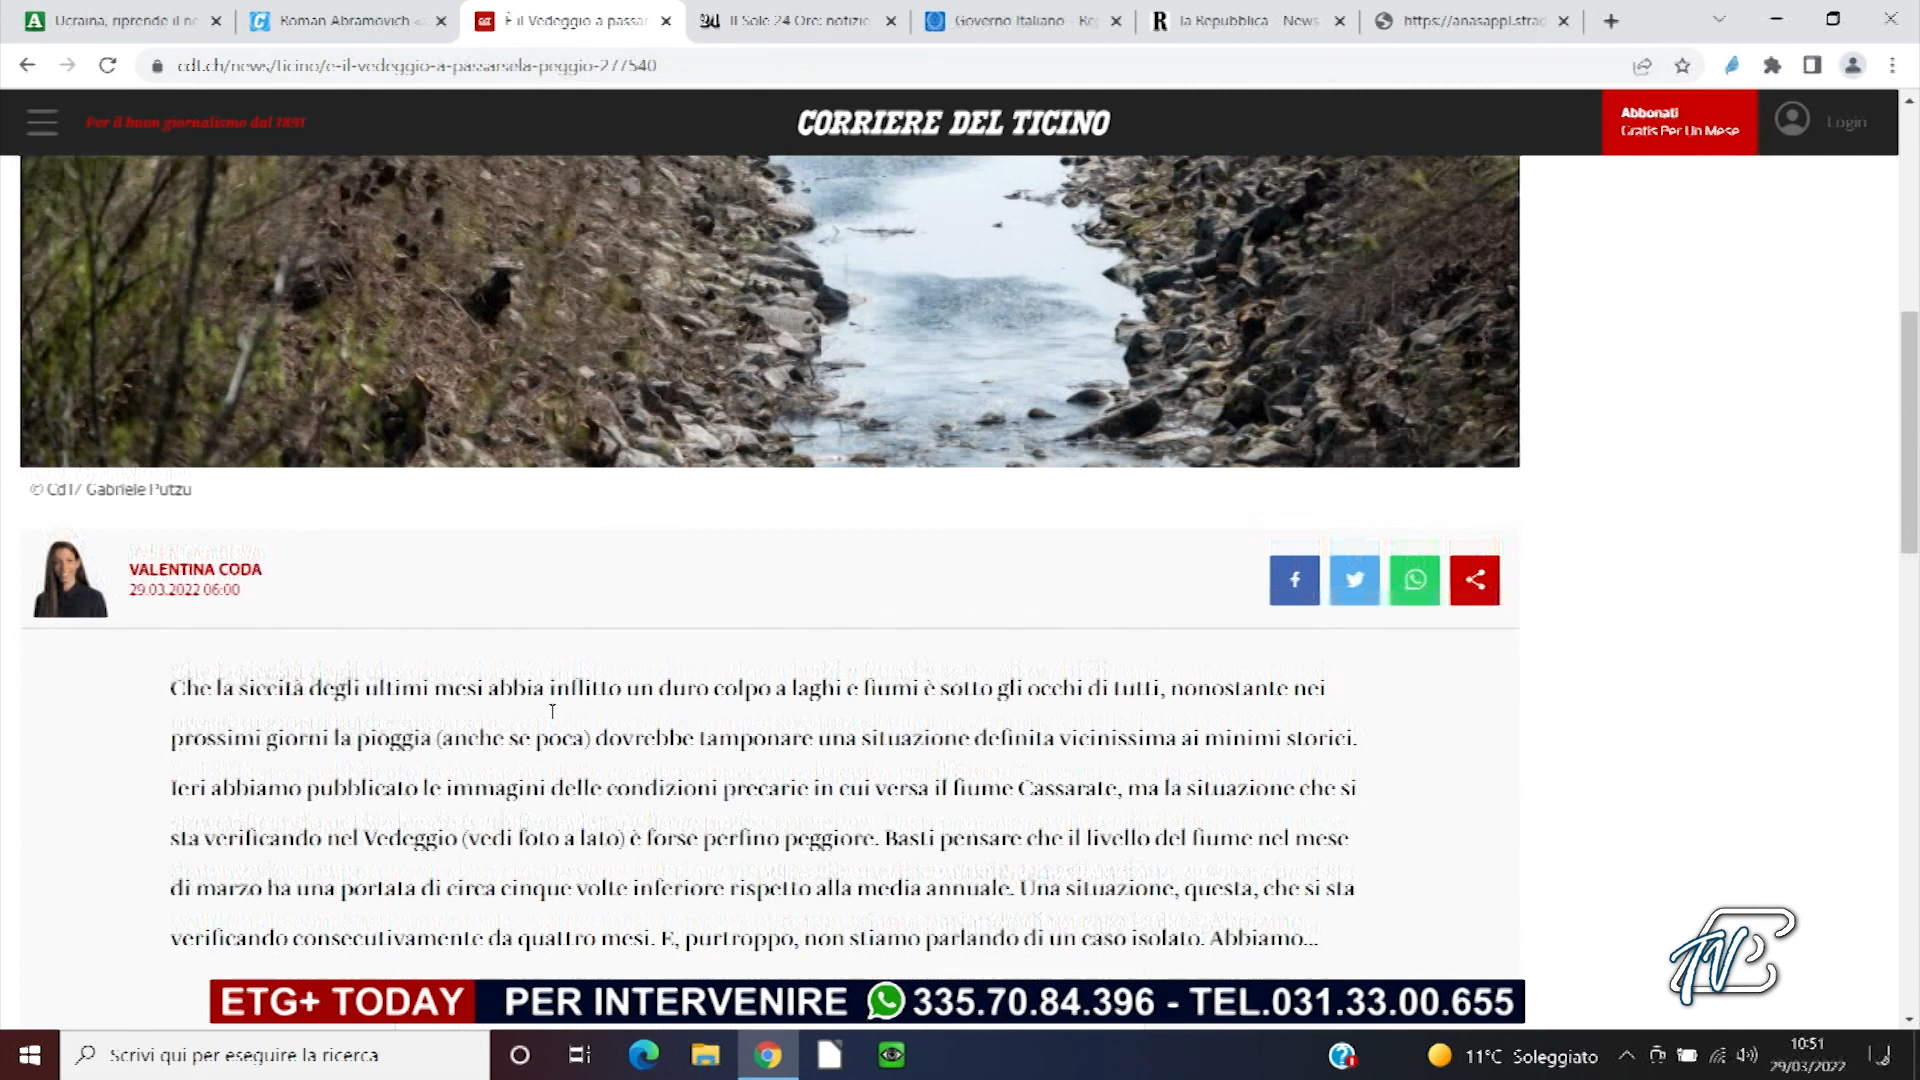 Ucraina, riprende il ne
Roman Abramovich
È il Vedeggio a passar
Il Sole 24 Ore: notizie
Governo Italiano - Re
la Repubblica - News
https://anasappl.strad
cdt.ch/news/ticino/e-il-vedeggio-a-passarsela-peggio-277540
Per il buon giornalismo dal 1891
CORRIERE DEL TICINO
Abbonati
Gratis Per Un Mese
Login
© CdT/ Gabriele Putzu
VALENTINA CODA
29.03.2022 06:00
Che la siccità degli ultimi mesi abbia inflitto un duro colpo a laghi e fiumi è sotto gli occhi di tutti, nonostante nei
prossimi giorni la pioggia (anche se poca) dovrebbe tamponare una situazione definita vicinissima ai minimi storici.
Ieri abbiamo pubblicato le immagini delle condizioni precarie in cui versa il fiume Cassarate, ma la situazione che si
sta verificando nel Vedeggio (vedi foto a lato) è forse perfino peggiore. Basti pensare che il livello del fiume nel mese
di marzo ha una portata di circa cinque volte inferiore rispetto alla media annuale. Una situazione, questa, che si sta
verificando consecutivamente da quattro mesi. E, purtroppo, non stiamo parlando di un caso isolato. Abbiamo...
ETG+ TODAY PER INTERVENIRE 335.70.84.396 - TEL.031.33.00.655
Scrivi qui per eseguire la ricerca
11°C Soleggiato
10:51
29/03/2022